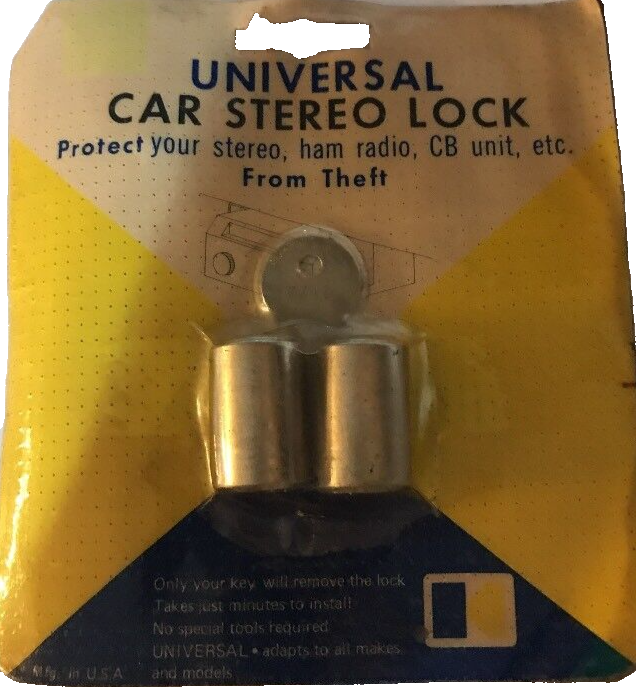 UNIVERSAL
CAR STEREO LOCK
Protect your stereo, ham radio, CB unit, etc.
From Theft
Only your key will remove the lock
Takes just minutes to install
No special tools required
UNIVERSAL • adapts to all makes
and models
Mfg. in U.S.A.